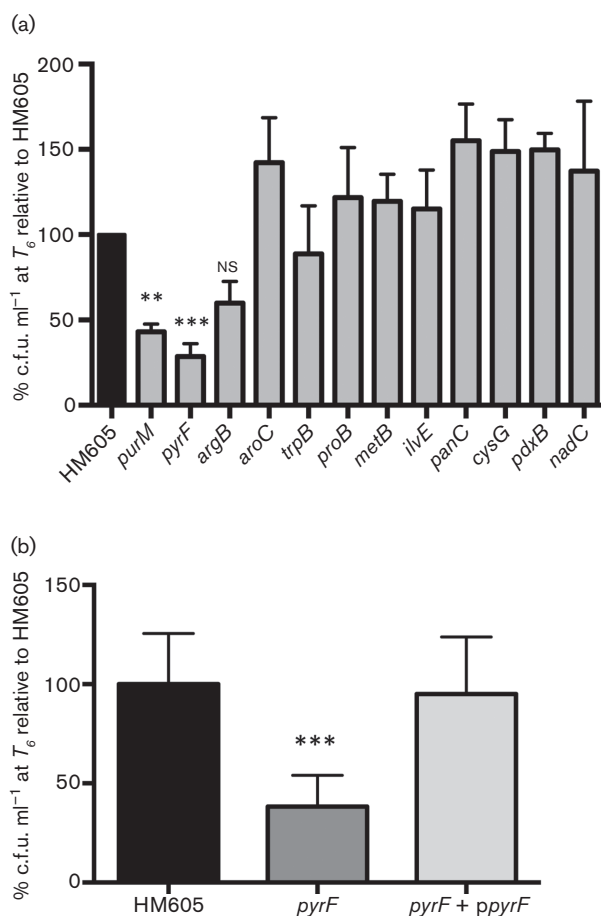 (a)
% c.f.u. ml⁻¹ at T₆ relative to HM605
200
150
100
50
0
**
***
NS
HM605
purM
pyrF
argB
aroC
trpB
proB
metB
ilvE
panC
cysG
pdxB
nadC
(b)
% c.f.u. ml⁻¹ at T₆ relative to HM605
150
100
50
0
***
HM605
pyrF
pyrF + ppyrF